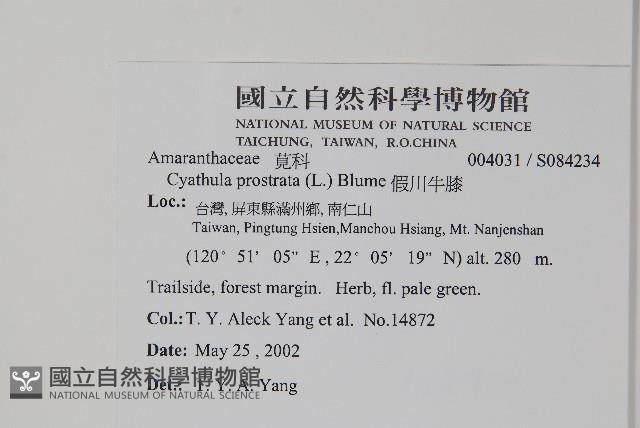 國立自然科學博物館
NATIONAL MUSEUM OF NATURAL SCIENCE
TAICHUNG, TAIWAN, R.O.CHINA
Amaranthaceae 莧科 004031 / S084234
Cyathula prostrata (L.) Blume 假川牛膝
Loc.: 台灣, 屏東縣滿州鄉, 南仁山
Taiwan, Pingtung Hsien,Manchou Hsiang, Mt. Nanjenshan
(120° 51' 05" E , 22° 05' 19" N) alt. 280 m.
Trailside, forest margin. Herb, fl. pale green.
Col.: T. Y. Aleck Yang et al. No.14872
Date: May 25 , 2002
Det.: T. Y. A. Yang
國立自然科學博物館
NATIONAL MUSEUM OF NATURAL SCIENCE